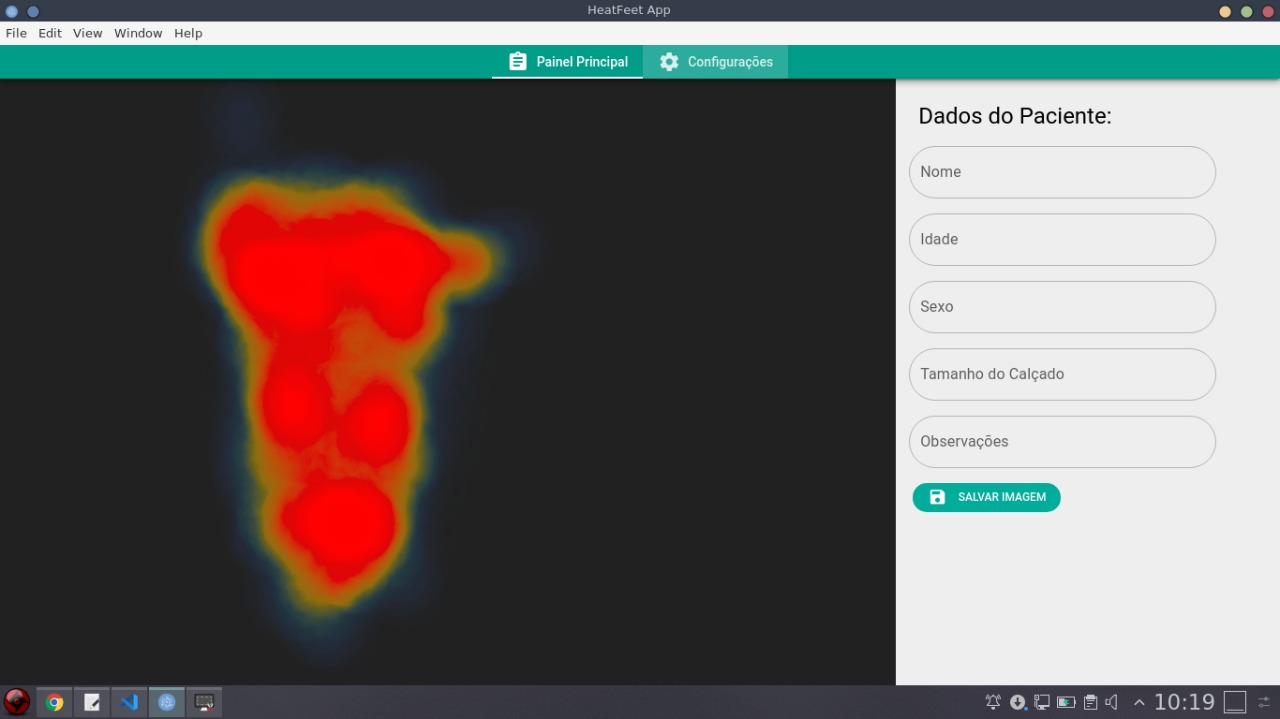 HeatFeet App
File Edit View Window Help
Painel Principal Configurações
Dados do Paciente:
Nome
Idade
Sexo
Tamanho do Calçado
Observações
SALVAR IMAGEM
10:19